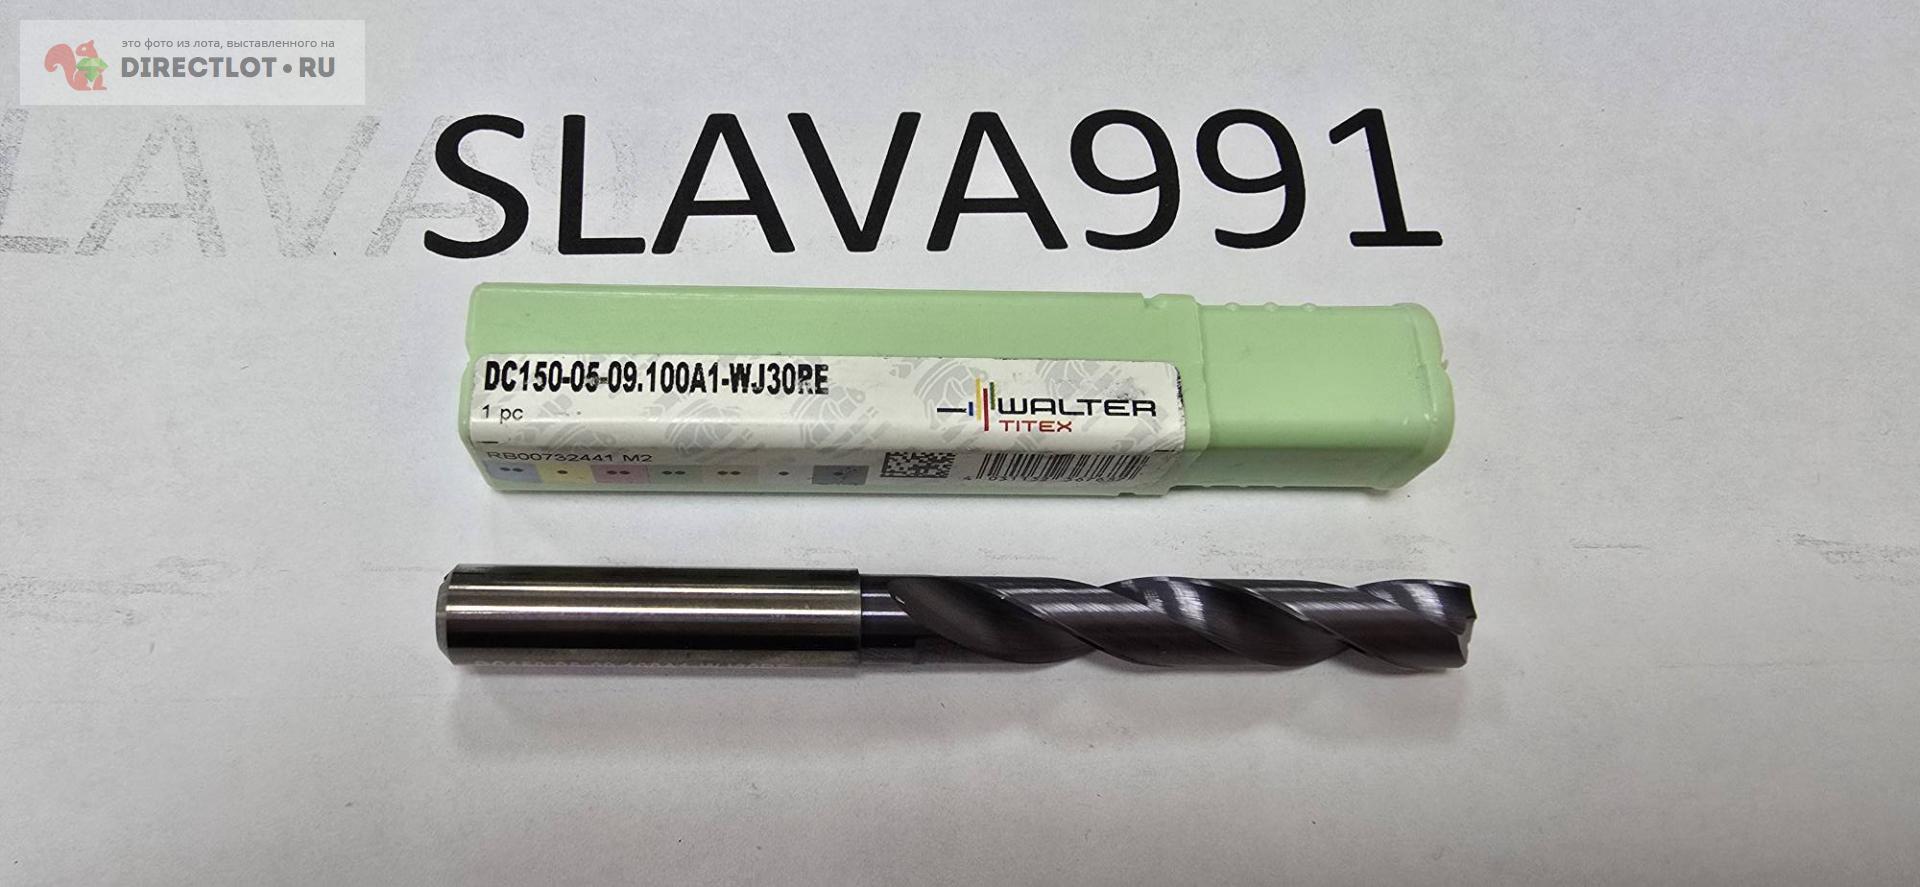 это фото из лота, выставленного на
DIRECTLOT•RU
SLAVA991
DC150-05-09.100A1-WJ30RE
1 pc
WALTER
TITEX
RB00732441 M2